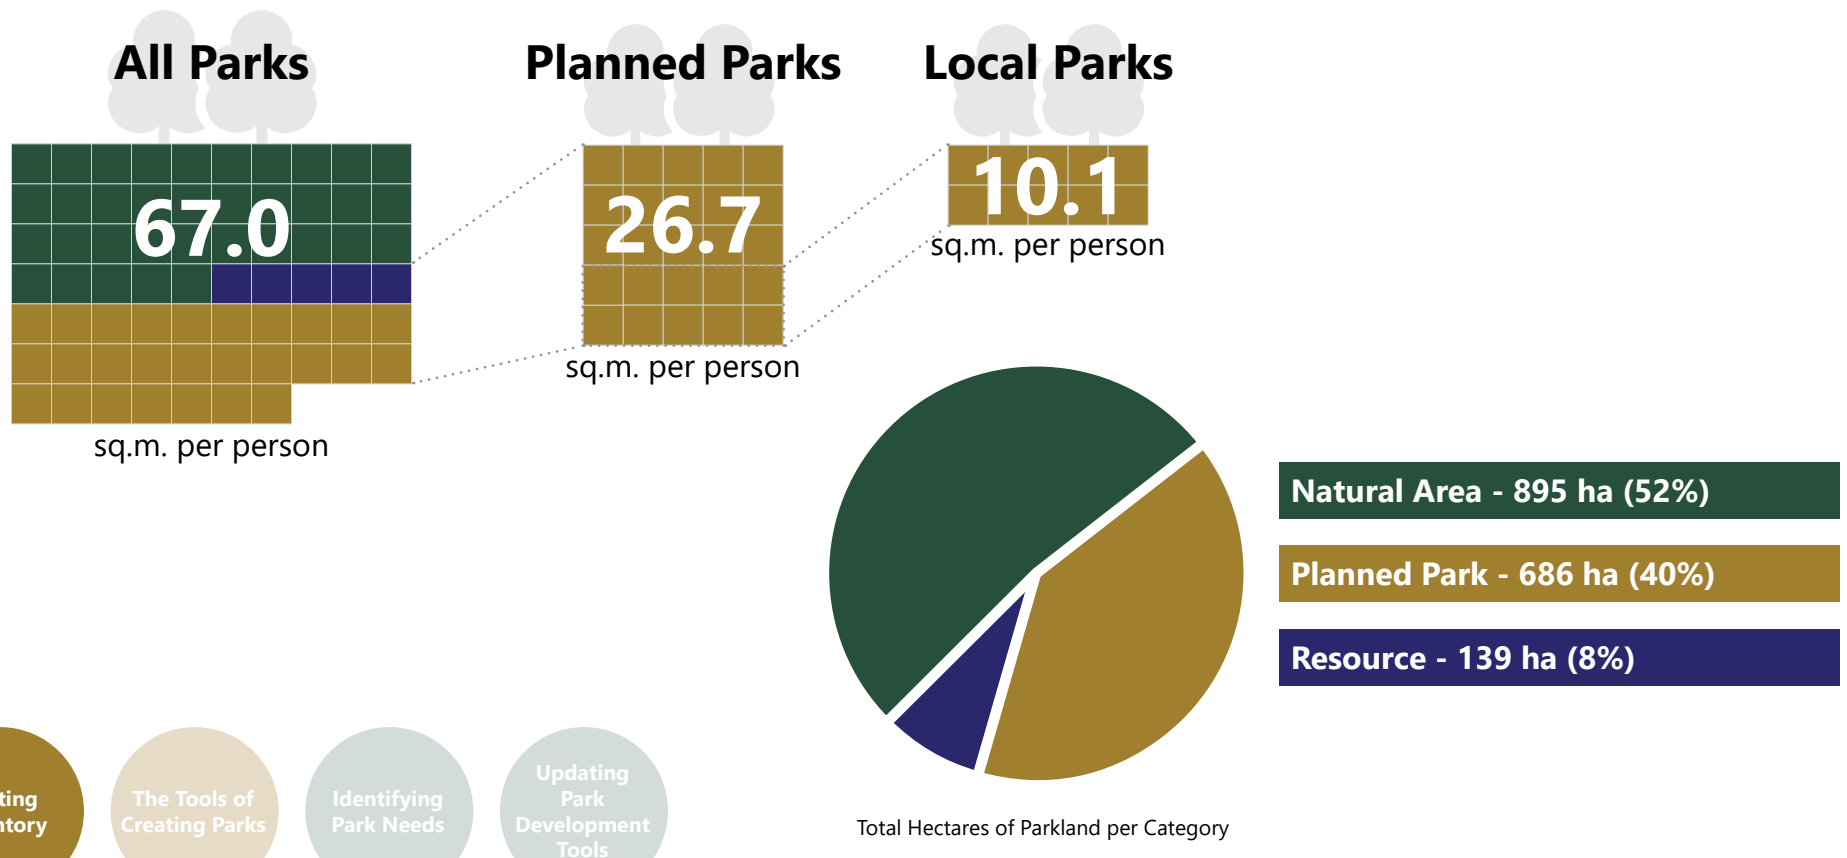 All Parks
67.0
sq.m. per person
Planned Parks
26.7
sq.m. per person
Local Parks
10.1
sq.m. per person
Natural Area - 895 ha (52%)
Planned Park - 686 ha (40%)
Resource - 139 ha (8%)
Total Hectares of Parkland per Category
The Tools of
Creating Parks
Identifying
Park Needs
Updating
Park
Development
Tools